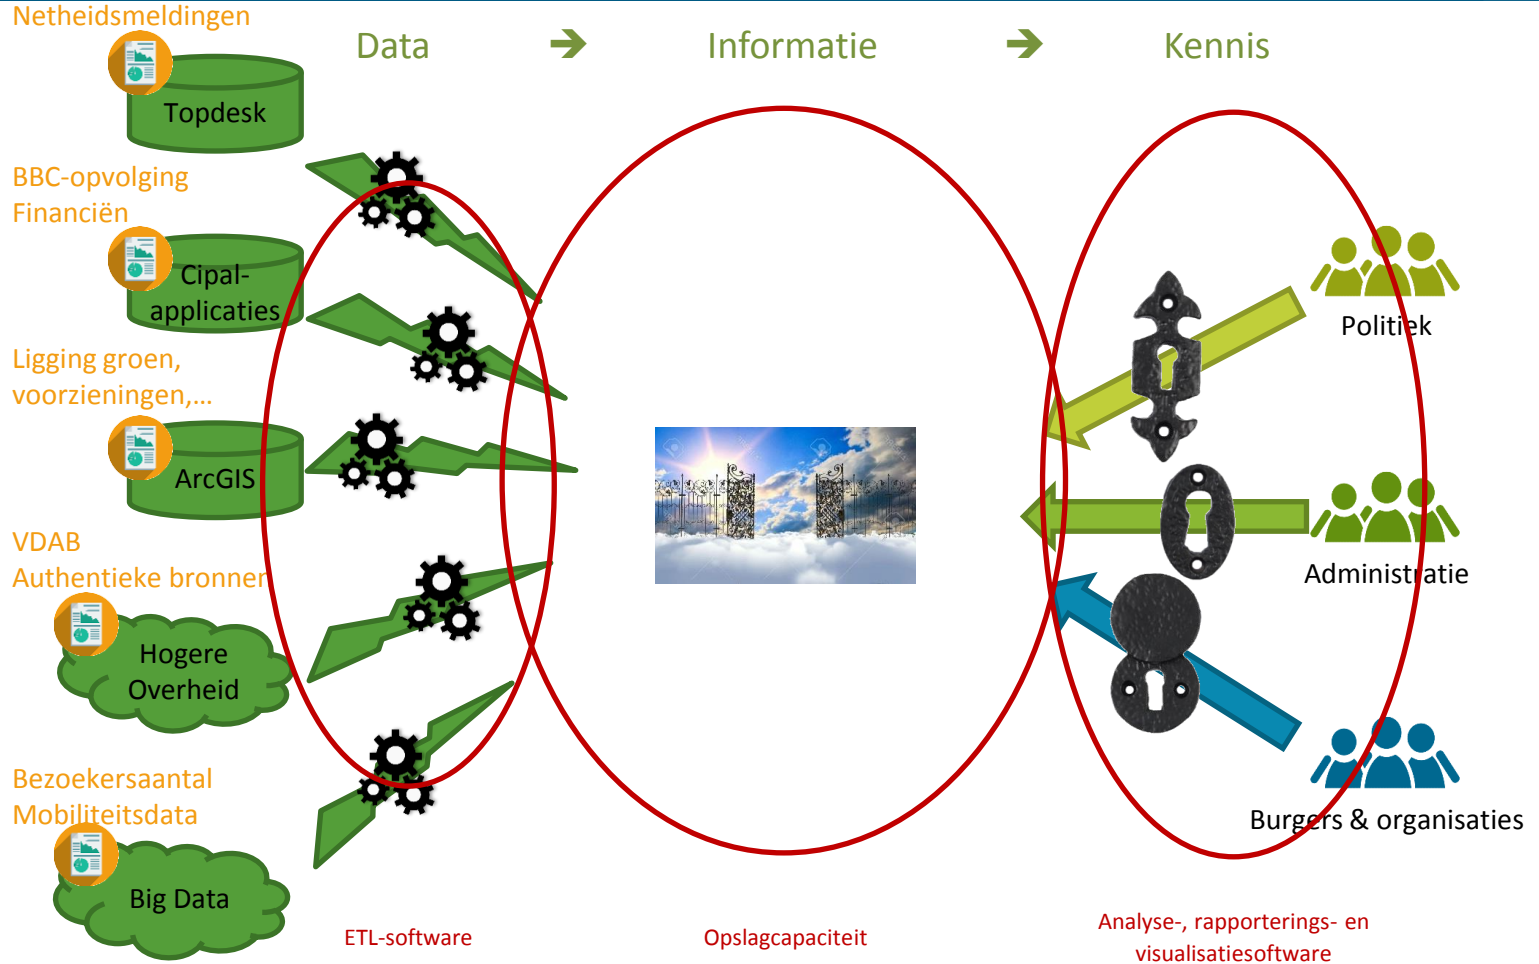 Netheidsmeldingen
Data → Informatie → Kennis
Topdesk
BBC-opvolging
Financiën
Cipal-
applicaties
Ligging groen,
voorzieningen,...
ArcGIS
VDAB
Authentieke bronnen
Hogere
Overheid
Bezoekersaantal
Mobiliteitsdata
Big Data
Politiek
Administratie
Burgers & organisaties
ETL-software
Opslagcapaciteit
Analyse-, rapporterings- en
visualisatiesoftware